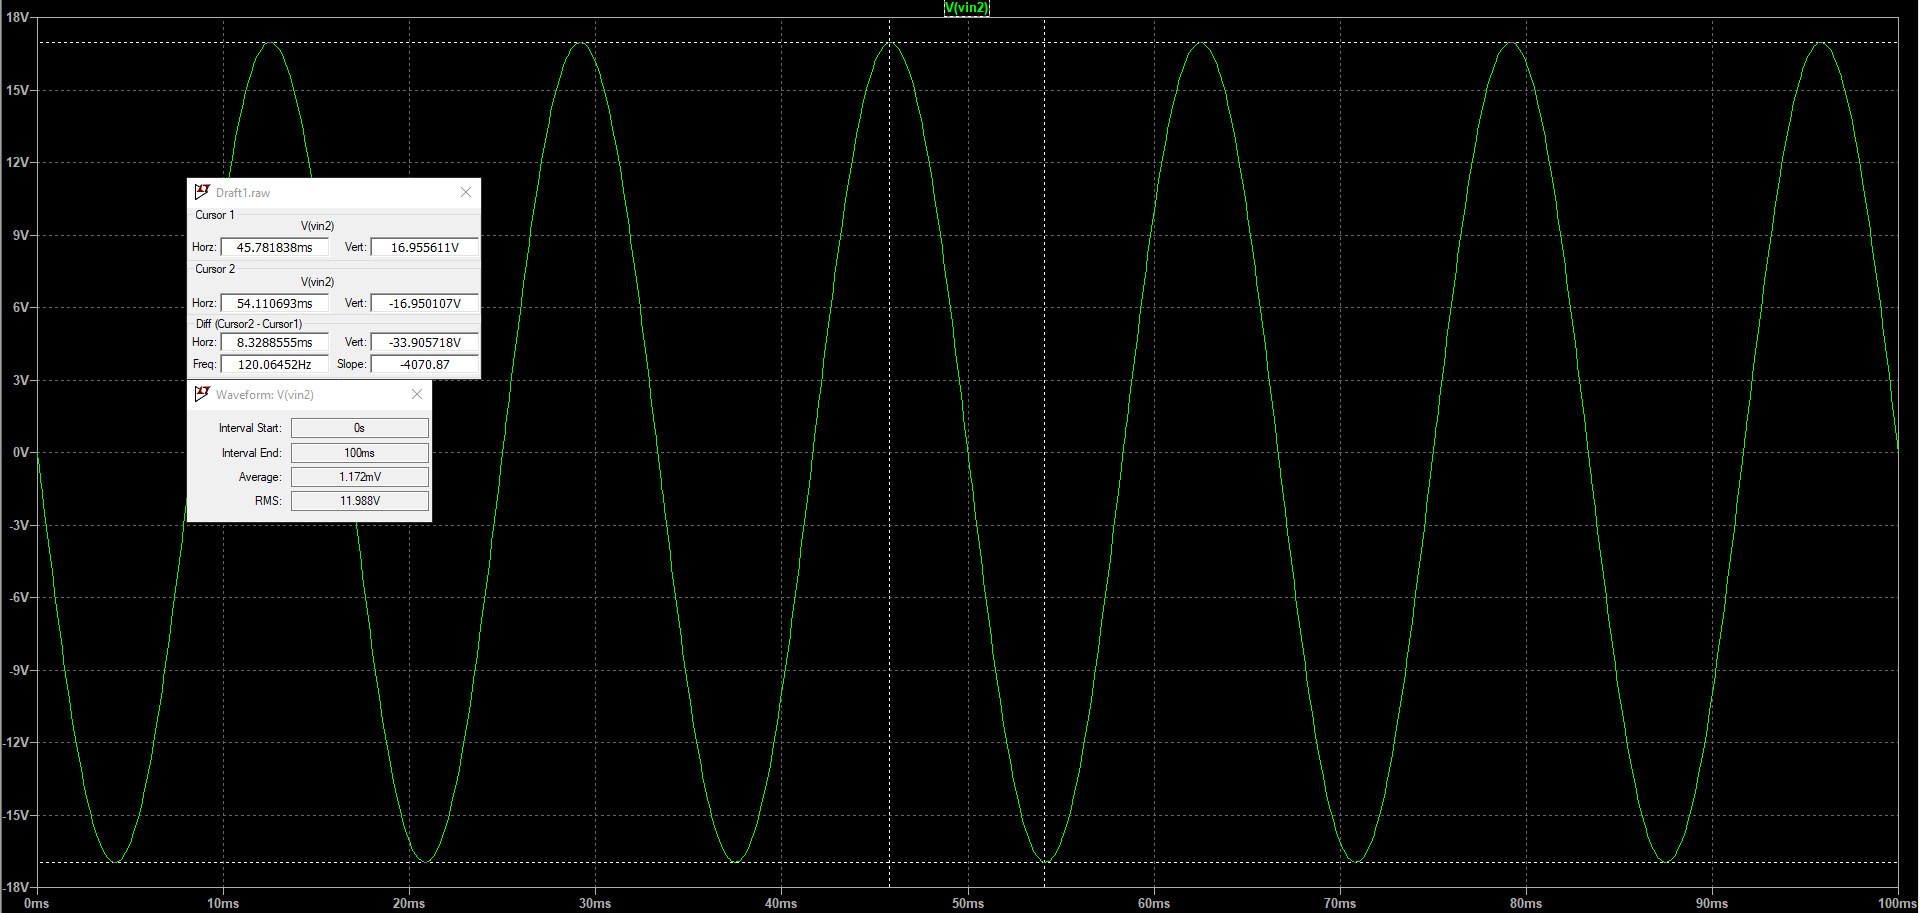 V(vin2)
18V
15V
12V
9V
6V
3V
0V
-3V
-6V
-9V
-12V
-15V
-18V
Draft1.raw
Cursor 1
V(vin2)
Horz: 45.781838ms Vert: 16.955611V
Cursor 2
V(vin2)
Horz: 54.110693ms Vert: -16.950107V
Diff (Cursor2 - Cursor1)
Horz: 8.3288555ms Vert: -33.905718V
Freq: 120.06452Hz Slope: -4070.87
Waveform: V(vin2)
Interval Start: 0s
Interval End: 100ms
Average: 1.172mV
RMS: 11.988V
0ms 10ms 20ms 30ms 40ms 50ms 60ms 70ms 80ms 90ms 100ms